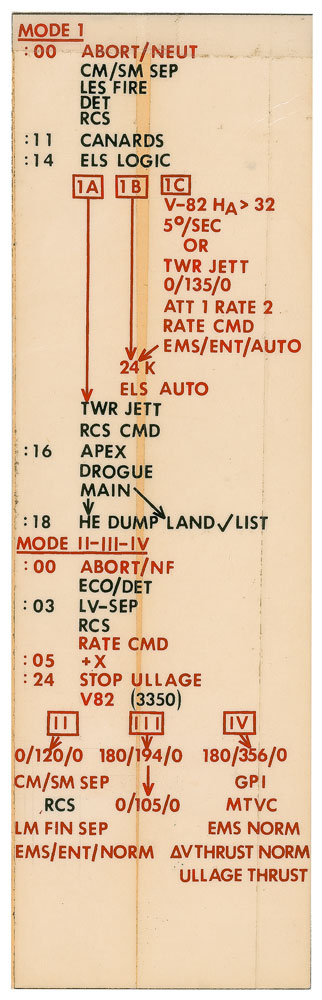 MODE 1
:00 ABORT/NEUT
CM/SM SEP
LES FIRE
DET
RCS
:11 CANARDS
:14 ELS LOGIC
1A 1B 1C
V-82 HA > 32
5°/SEC
OR
TWR JETT
0/135/0
ATT 1 RATE 2
RATE CMD
EMS/ENT/AUTO
24 K
ELS AUTO
TWR JETT
RCS CMD
:16 APEX
DROGUE
MAIN
:18 HE DUMP LAND √ LIST
MODE II-III-IV
:00 ABORT/NF
ECO/DET
:03 LV-SEP
RCS
RATE CMD
:05 +X
:24 STOP ULLAGE
V82 (3350)
II III IV
0/120/0 180/194/0 180/356/0
CM/SM SEP GPI
RCS 0/105/0 MTVC
LM FIN SEP EMS NORM
EMS/ENT/NORM ΔVTHRUST NORM
ULLAGE THRUST